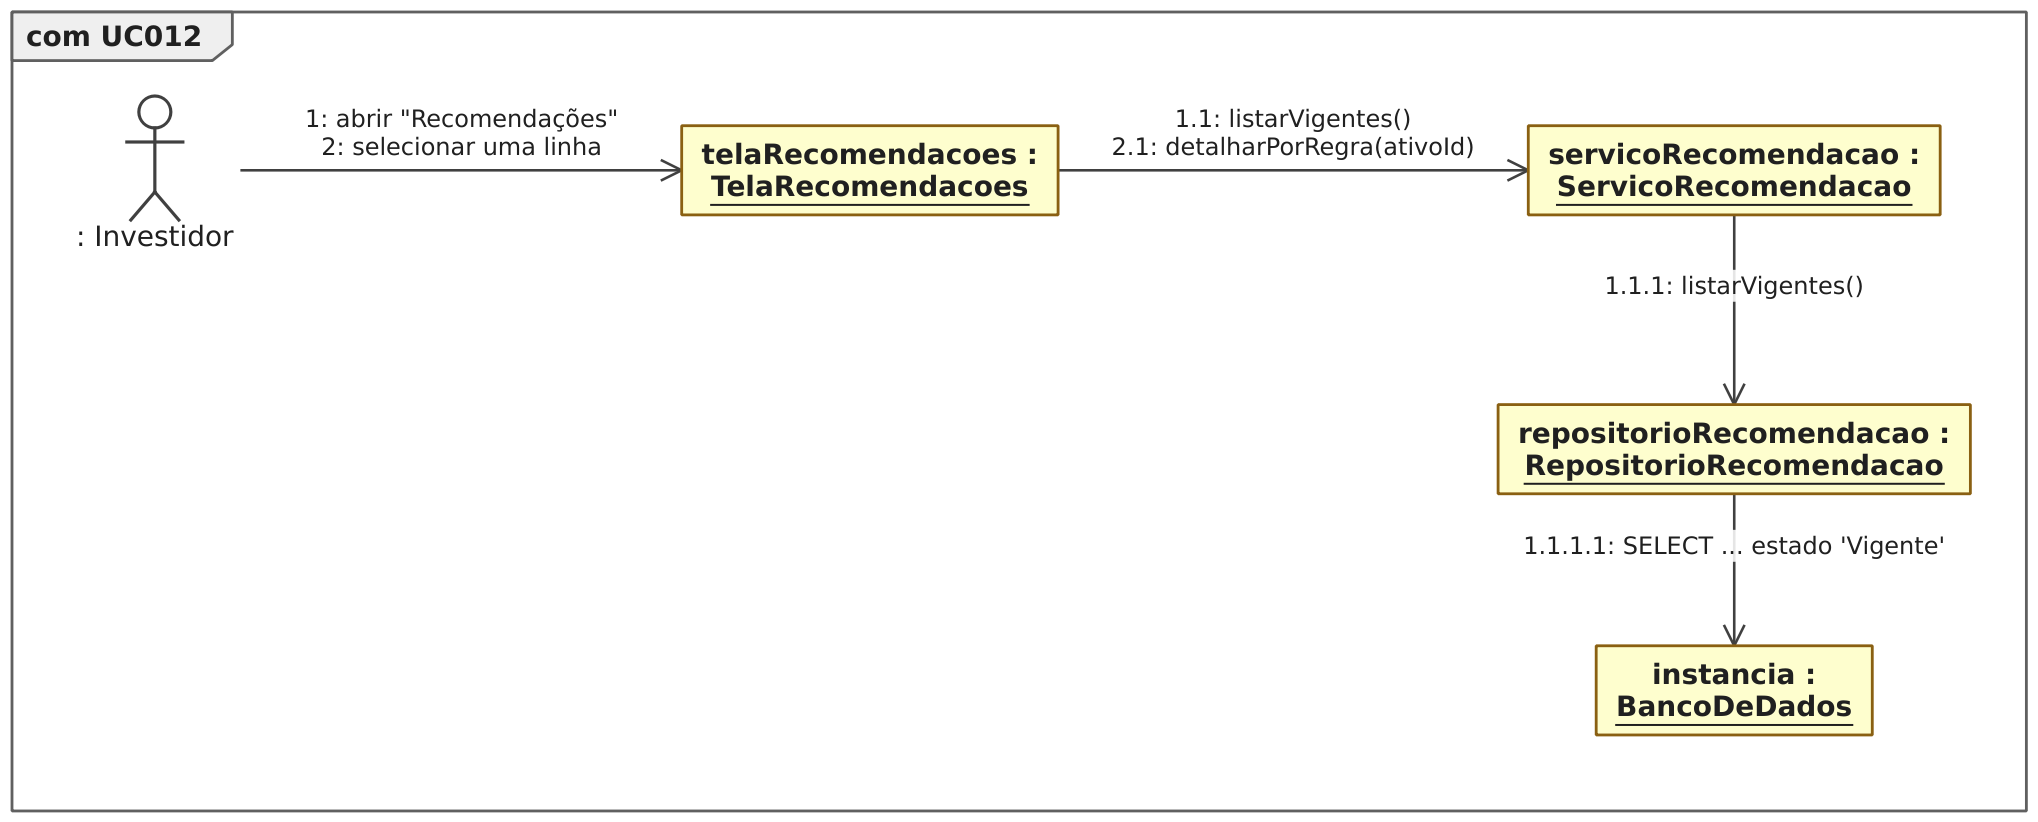 com UC012
1: abrir "Recomendações"
2: selecionar uma linha
1.1: listarVigentes()
2.1: detalharPorRegra(ativoId)
telaRecomendacoes :
TelaRecomendacoes
servicoRecomendacao :
ServicoRecomendacao
: Investidor
1.1.1: listarVigentes()
repositorioRecomendacao :
RepositorioRecomendacao
1.1.1.1: SELECT ... estado 'Vigente'
instancia :
BancoDeDados